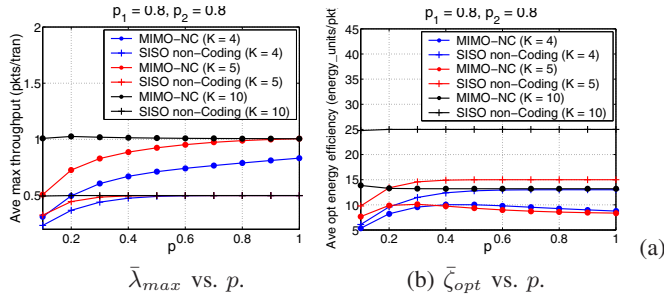 p1 = 0.8, p2 = 0.8
Ave max throughput (pkts/tran)
2
1.5
1
0.5
MIMO−NC (K = 4)
SISO non−Coding (K = 4)
MIMO−NC (K = 5)
SISO non−Coding (K = 5)
MIMO−NC (K = 10)
SISO non−Coding (K = 10)
0.2 0.4 0.6 0.8 1
p
p1 = 0.8, p2 = 0.8
Ave opt energy efficiency (energy_units/pkt
45
40
35
30
25
20
15
10
5
MIMO−NC (K = 4)
SISO non−Coding (K = 4)
MIMO−NC (K = 5)
SISO non−Coding (K = 5)
MIMO−NC (K = 10)
SISO non−Coding (K = 10)
0.2 0.4 0.6 0.8 1
p
(a)
λ̄max vs. p.
(b) ζ̄opt vs. p.